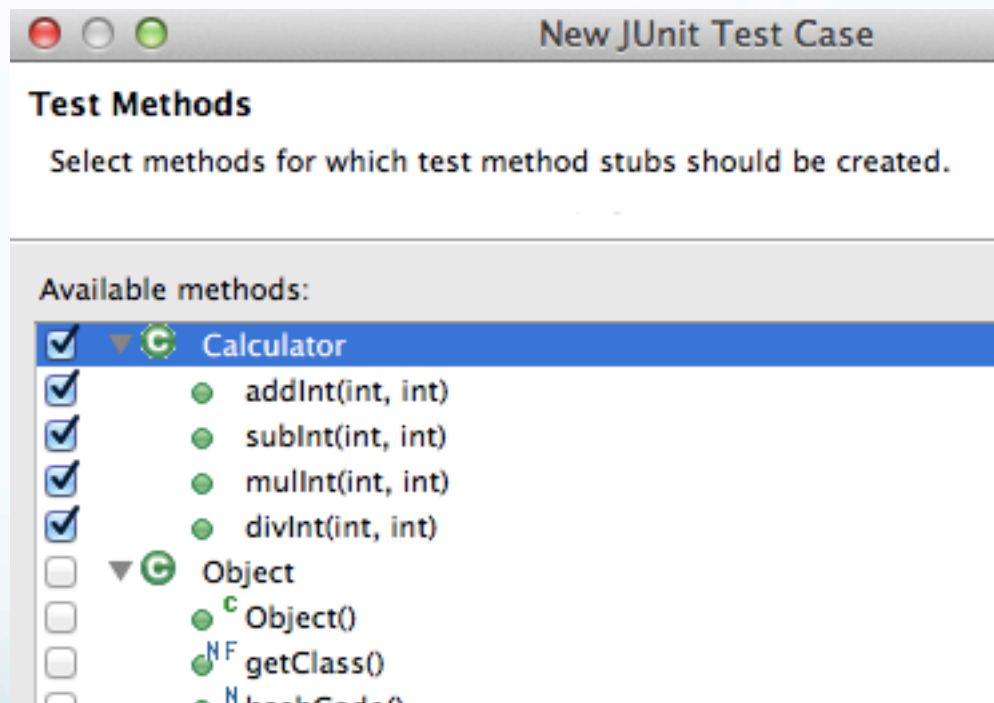 New JUnit Test Case
Test Methods
Select methods for which test method stubs should be created.
Available methods:
C Calculator
addInt(int, int)
subInt(int, int)
mulInt(int, int)
divInt(int, int)
C Object
C Object()
N F getClass()
N hashCode()